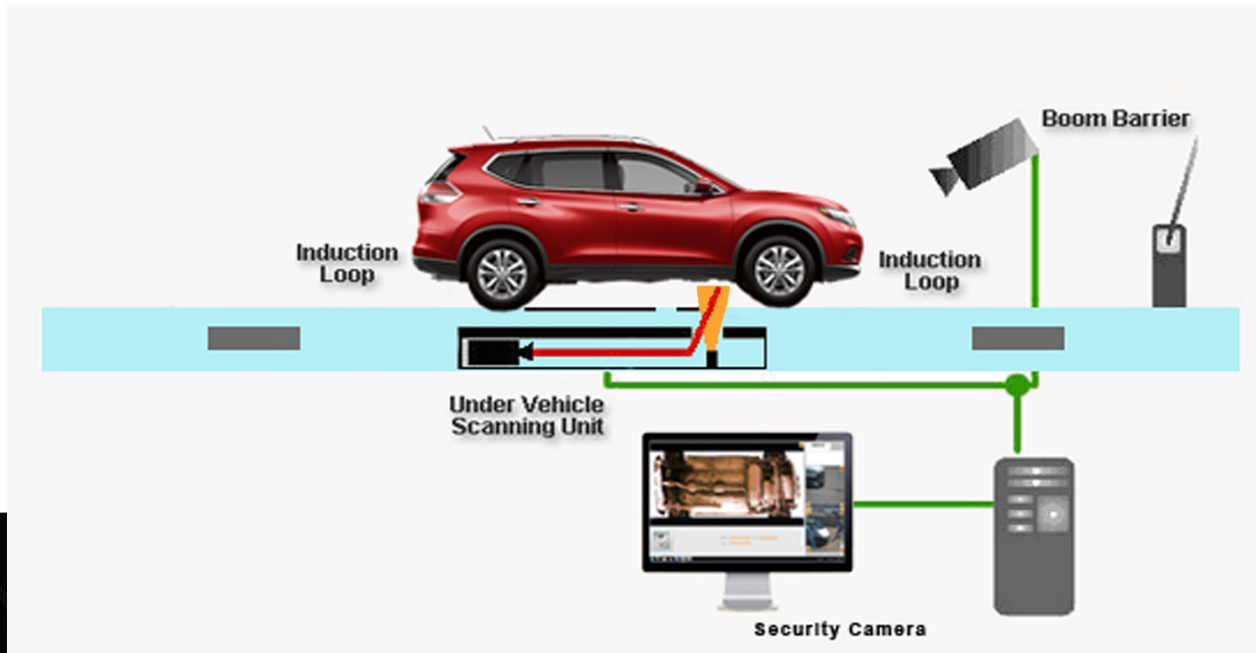 Boom Barrier
Induction
Loop
Induction
Loop
Under Vehicle
Scanning Unit
Security Camera